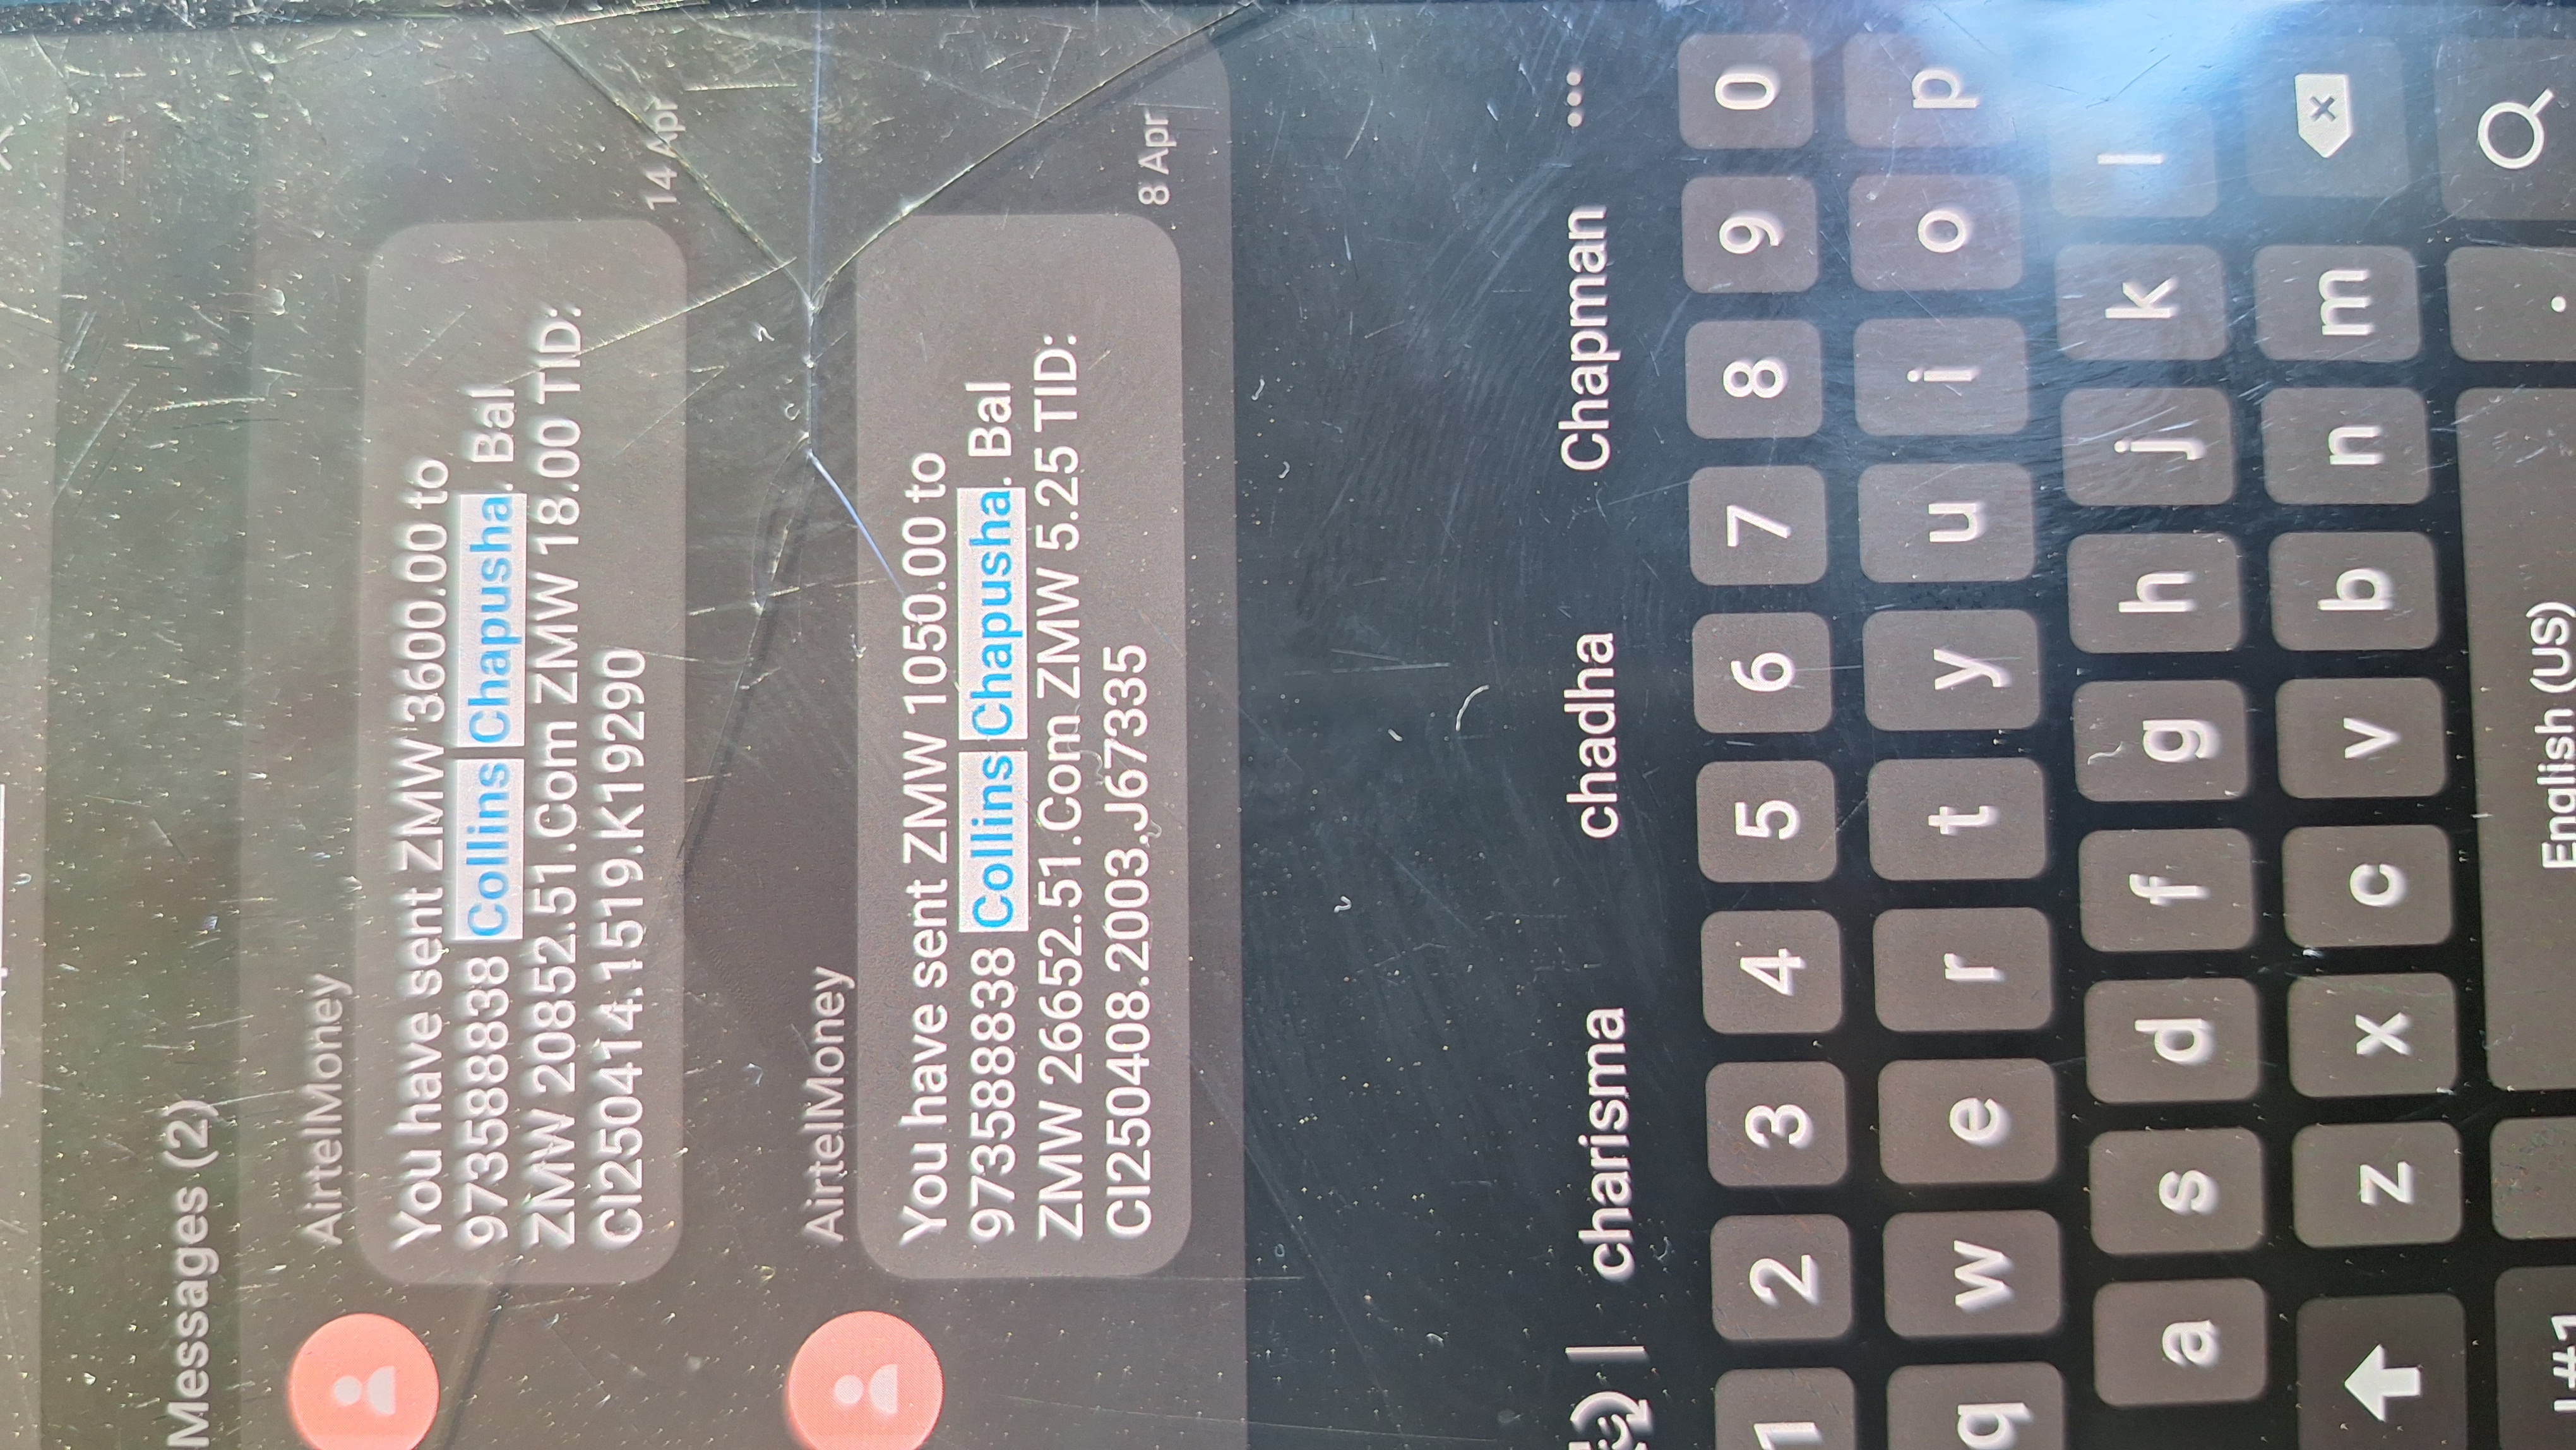 Messages (2)
AirtelMoney
You have sent ZMW 3600.00 to
973588838 Collins Chapusha. Bal
ZMW 20852.51.Com ZMW 18.00 TID:
CI250414.1519.K19290
14 Apr
AirtelMoney
You have sent ZMW 1050.00 to
973588838 Collins Chapusha. Bal
ZMW 26652.51.Com ZMW 5.25 TID:
CI250408.2003.J67335
8 Apr
charisma chadha Chapman ...
1 2 3 4 5 6 7 8 9 0
q w e r t y u i o p
a s d f g h j k l
z x c v b n m
!#1 English (US) .